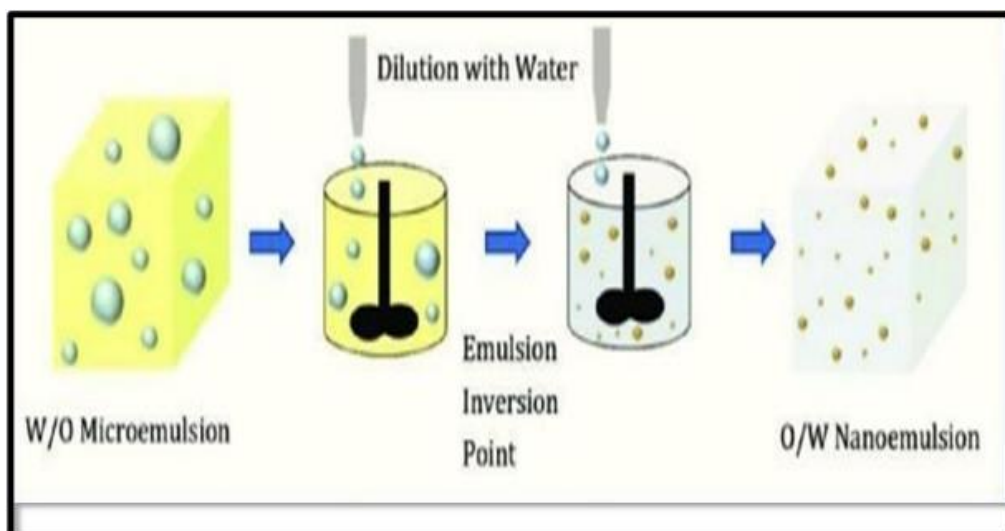 Dilution with Water
Emulsion
Inversion
Point
W/O Microemulsion
O/W Nanoemulsion